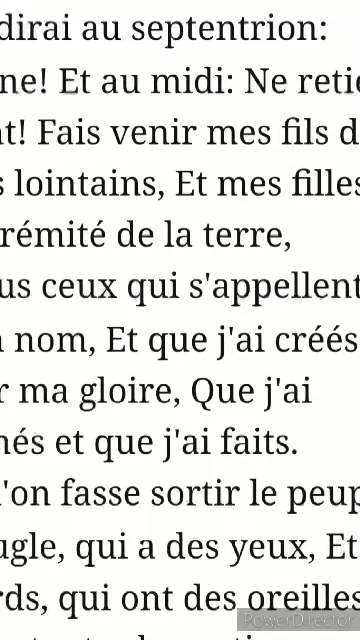 dirai au septentrion:
ne! Et au midi: Ne retie
t! Fais venir mes fils d
s lointains, Et mes filles
rémité de la terre,
us ceux qui s'appellent
nom, Et que j'ai créés
r ma gloire, Que j'ai
és et que j'ai faits.
'on fasse sortir le peup
ugle, qui a des yeux, Et
rds, qui ont des oreilles
PowerDirector